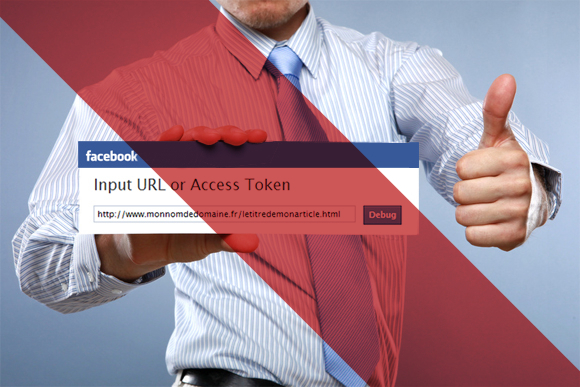 facebook
Input URL or Access Token
http://www.monnomdedomaine.fr/letitredemonarticle.html
Debug